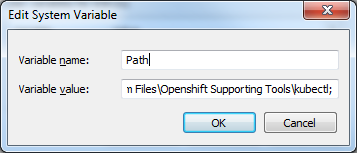 Edit System Variable
Variable name: Path
Variable value: n Files\Openshift Supporting Tools\kubectl;
OK Cancel